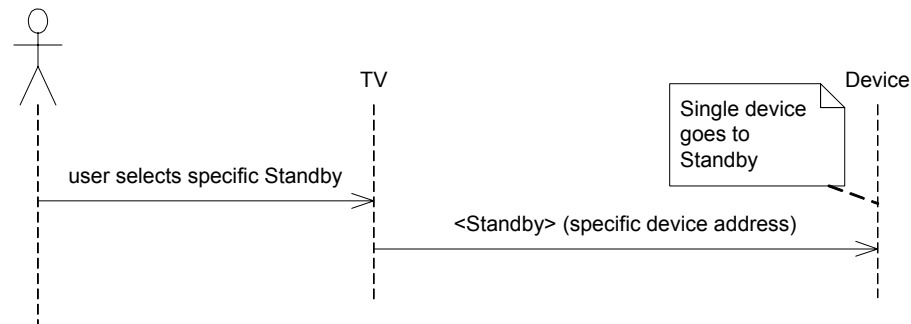 TV
Device
Single device
goes to
Standby
user selects specific Standby
<Standby> (specific device address)